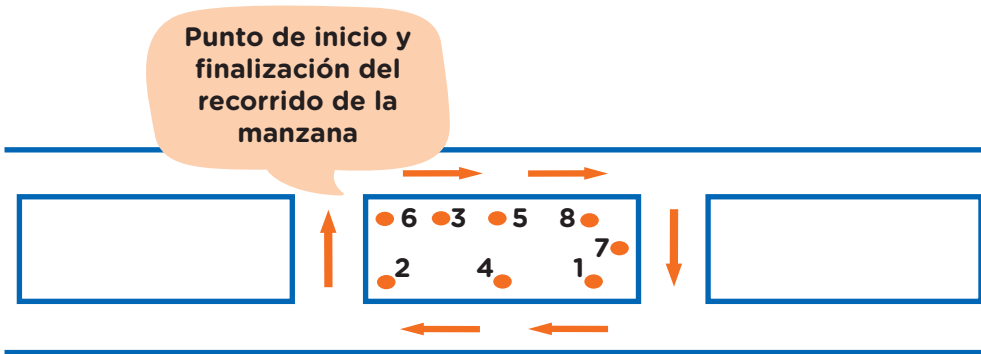 Punto de inicio y
finalización del
recorrido de la
manzana
6 3 5 8
7
2 4 1